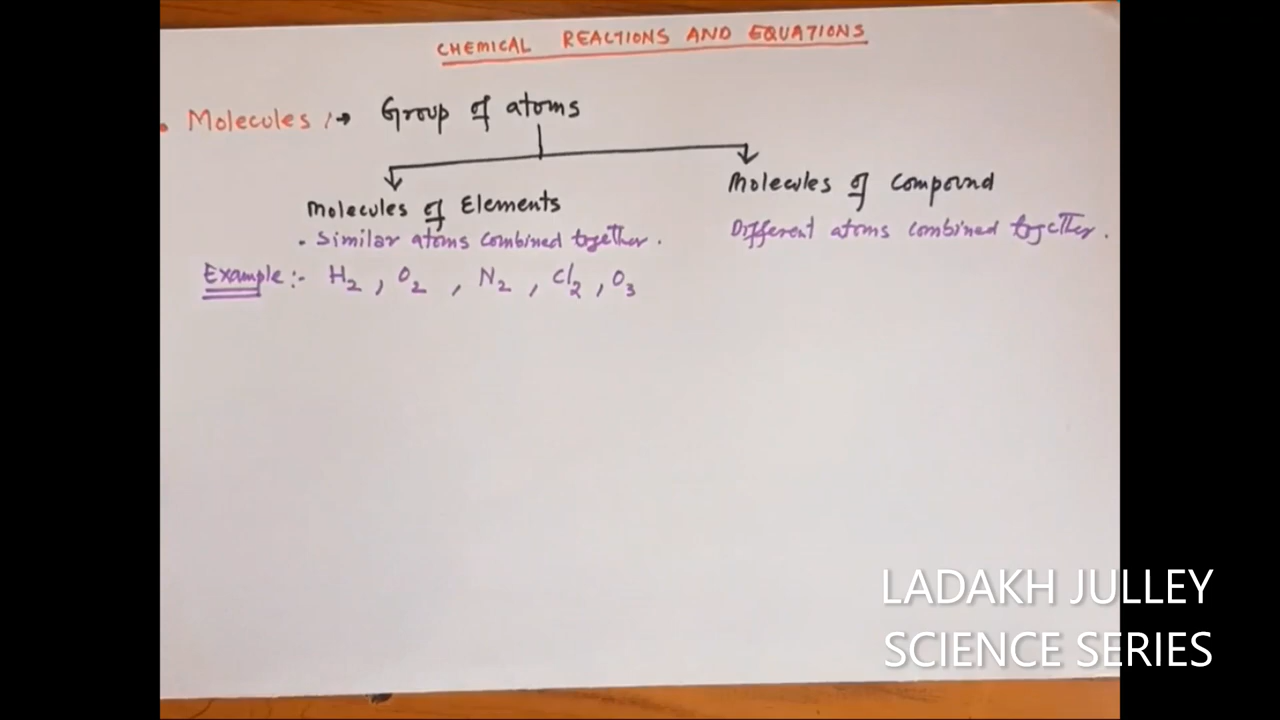 CHEMICAL REACTIONS AND EQUATIONS
• Molecules :→ Group of atoms
Molecules of Elements
Molecules of Compound
• Similar atoms combined together.
Different atoms combined together.
Example :- H₂ , O₂ , N₂ , Cl₂ , O₃
LADAKH JULLEY
SCIENCE SERIES